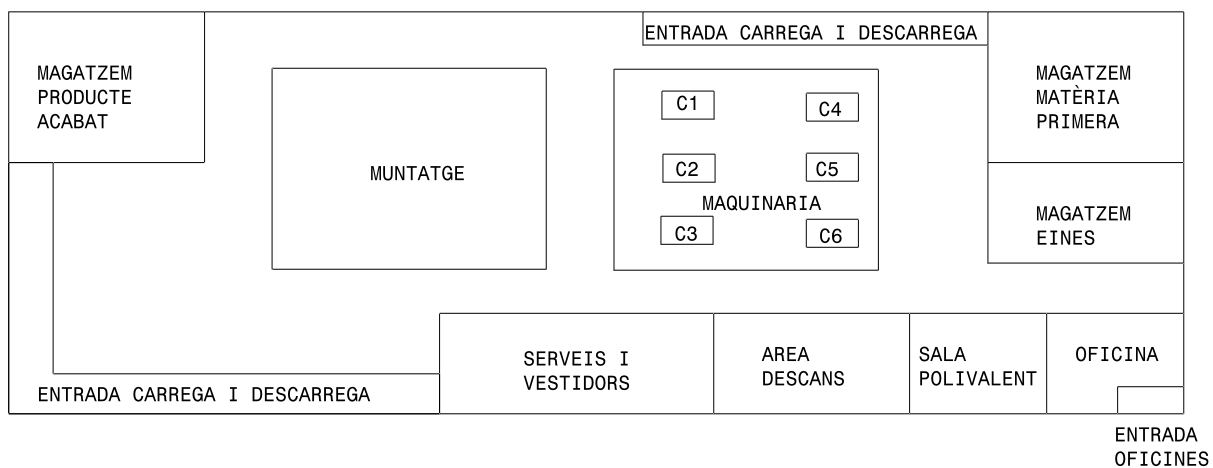 ENTRADA CARREGA I DESCARREGA
MAGATZEM
PRODUCTE
ACABAT
MUNTATGE
C1
C4
C2
C5
MAQUINARIA
C3
C6
MAGATZEM
MATÈRIA
PRIMERA
MAGATZEM
EINES
ENTRADA CARREGA I DESCARREGA
SERVEIS I
VESTIDORS
AREA
DESCANS
SALA
POLIVALENT
OFICINA
ENTRADA
OFICINES